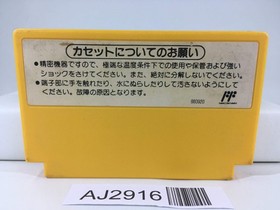 カセットについてのお願い
●精密機器ですので、極端な温度条件下での使用や保管および強い
ショックをさけてください。また、絶対に分解しないでください。
●端子部に手を触れたり、水にぬらしたりして汚さないようにして
ください。故障の原因となります。
AJ2916